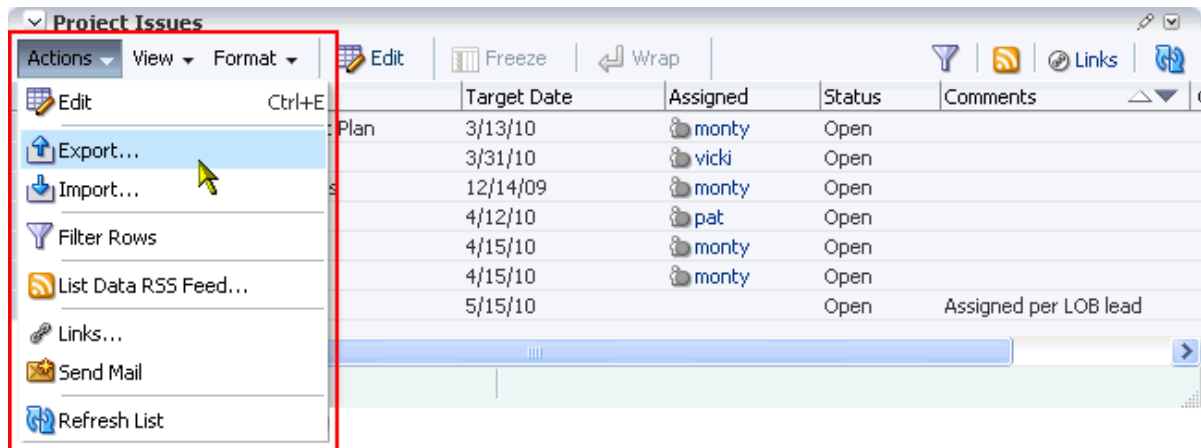 Project Issues
Actions View Format Edit Freeze Wrap Links
Target Date Assigned Status Comments
Edit Ctrl+E
Plan 3/13/10 monty Open
Export...
3/31/10 vicki Open
Import... s 12/14/09 monty Open
4/12/10 pat Open
Filter Rows
4/15/10 monty Open
4/15/10 monty Open
List Data RSS Feed...
5/15/10 Open Assigned per LOB lead
Links...
Send Mail
Refresh List